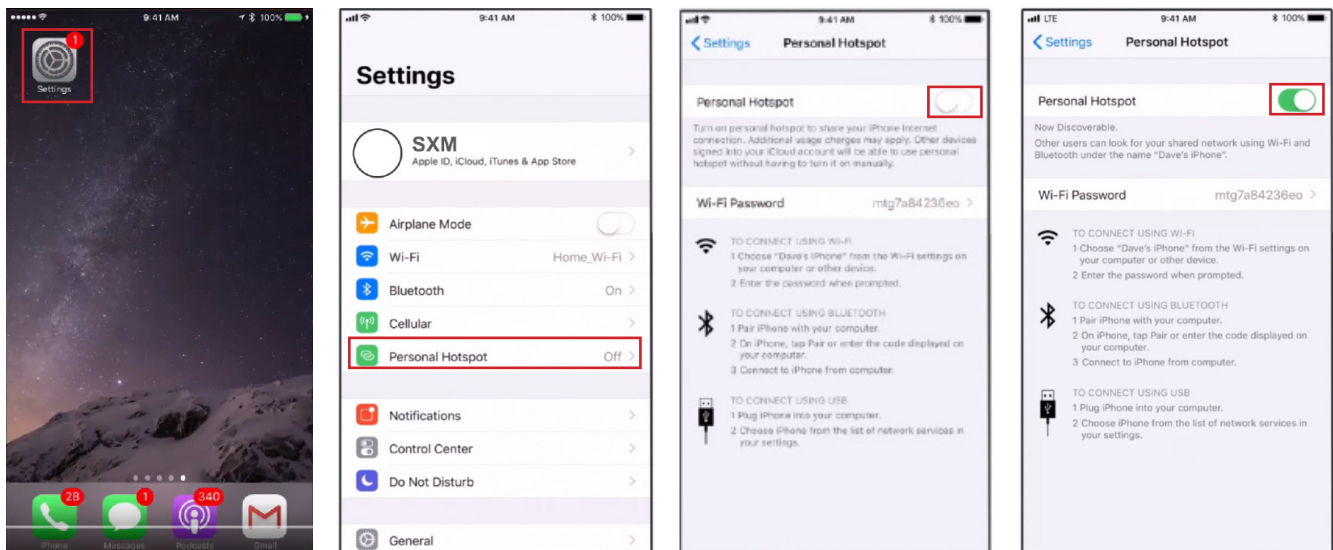 9:41 AM
100%
1
Settings
28
1
340
Phone
Messages
Podcasts
Gmail
9:41 AM
100%
Settings
SXM
Apple ID, iCloud, iTunes & App Store
Airplane Mode
Wi-Fi
Home_Wi-Fi
Bluetooth
On
Cellular
Personal Hotspot
Off
Notifications
Control Center
Do Not Disturb
General
9:41 AM
100%
Settings
Personal Hotspot
Personal Hotspot
Turn on personal hotspot to share your iPhone Internet
connection. Additional usage charges may apply. Other devices
signed into your iCloud account will be able to use personal
hotspot without having to turn it on manually.
Wi-Fi Password
mtg7a84236eo
TO CONNECT USING WI-FI
1 Choose "Dave's iPhone" from the Wi-Fi settings on
your computer or other device.
2 Enter the password when prompted.
TO CONNECT USING BLUETOOTH
1 Pair iPhone with your computer.
2 On iPhone, tap Pair or enter the code displayed on
your computer.
3 Connect to iPhone from computer.
TO CONNECT USING USB
1 Plug iPhone into your computer.
2 Choose iPhone from the list of network services in
your settings.
LTE
9:41 AM
100%
Settings
Personal Hotspot
Personal Hotspot
Now Discoverable.
Other users can look for your shared network using Wi-Fi and
Bluetooth under the name "Dave's iPhone".
Wi-Fi Password
mtg7a84236eo
TO CONNECT USING WI-FI
1 Choose "Dave's iPhone" from the Wi-Fi settings on
your computer or other device.
2 Enter the password when prompted.
TO CONNECT USING BLUETOOTH
1 Pair iPhone with your computer.
2 On iPhone, tap Pair or enter the code displayed on
your computer.
3 Connect to iPhone from computer.
TO CONNECT USING USB
1 Plug iPhone into your computer.
2 Choose iPhone from the list of network services in
your settings.